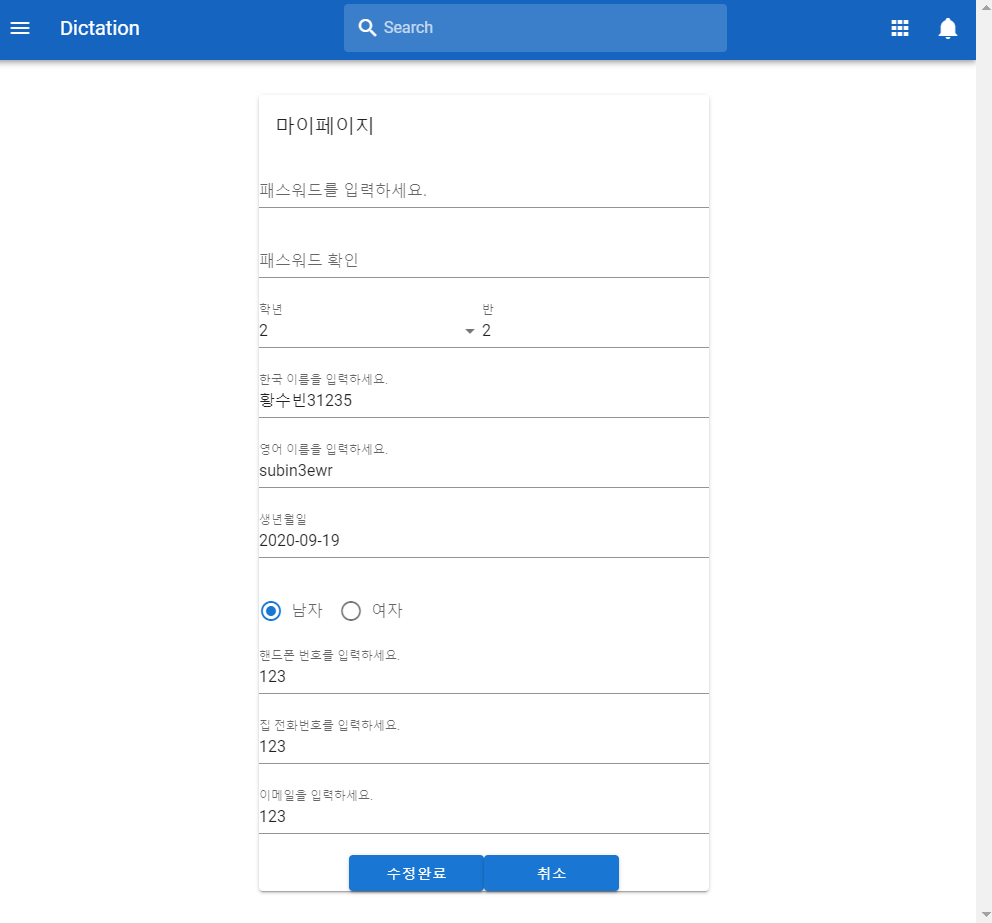 Dictation
Search
마이페이지
패스워드를 입력하세요.
패스워드 확인
학년 반
2 2
한국 이름을 입력하세요.
황수빈31235
영어 이름을 입력하세요.
subin3ewr
생년월일
2020-09-19
남자 여자
핸드폰 번호를 입력하세요.
123
집 전화번호를 입력하세요.
123
이메일을 입력하세요.
123
수정완료 취소